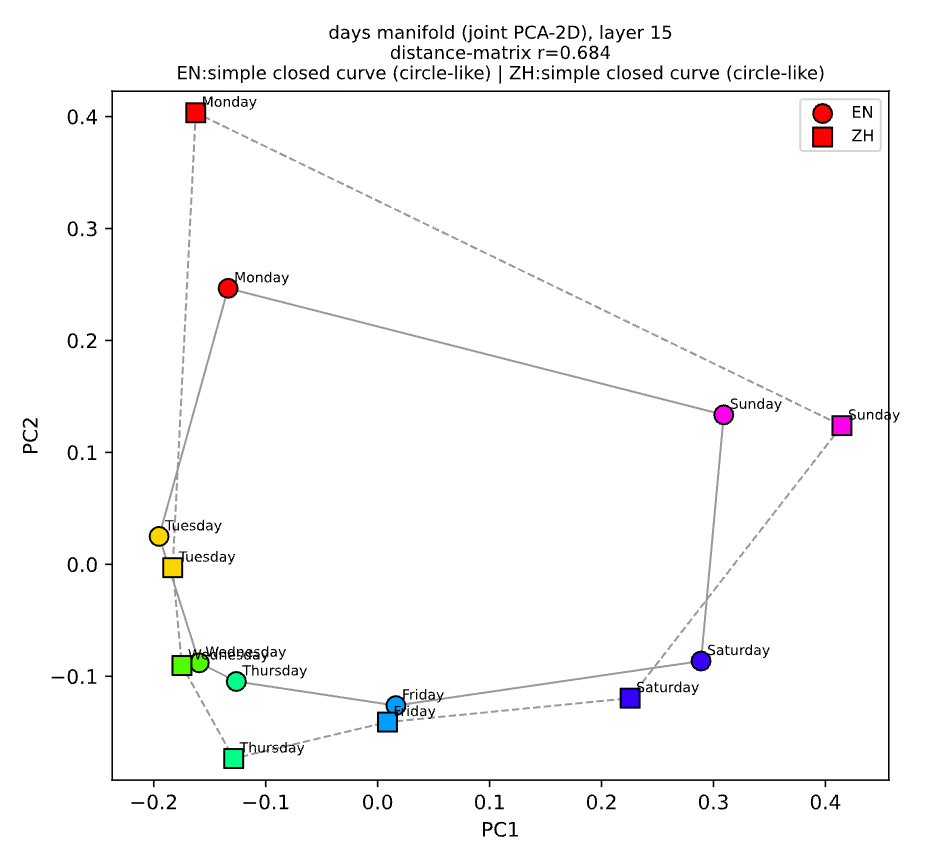 days manifold (joint PCA-2D), layer 15
distance-matrix r=0.684
EN:simple closed curve (circle-like) | ZH:simple closed curve (circle-like)
EN
ZH
Monday
Monday
Sunday
Sunday
Tuesday
Tuesday
Wednesday
Wednesday
Thursday
Saturday
Saturday
Friday
Friday
Thursday
0.4
0.3
0.2
0.1
0.0
−0.1
PC2
−0.2
−0.1
0.0
0.1
0.2
0.3
0.4
PC1